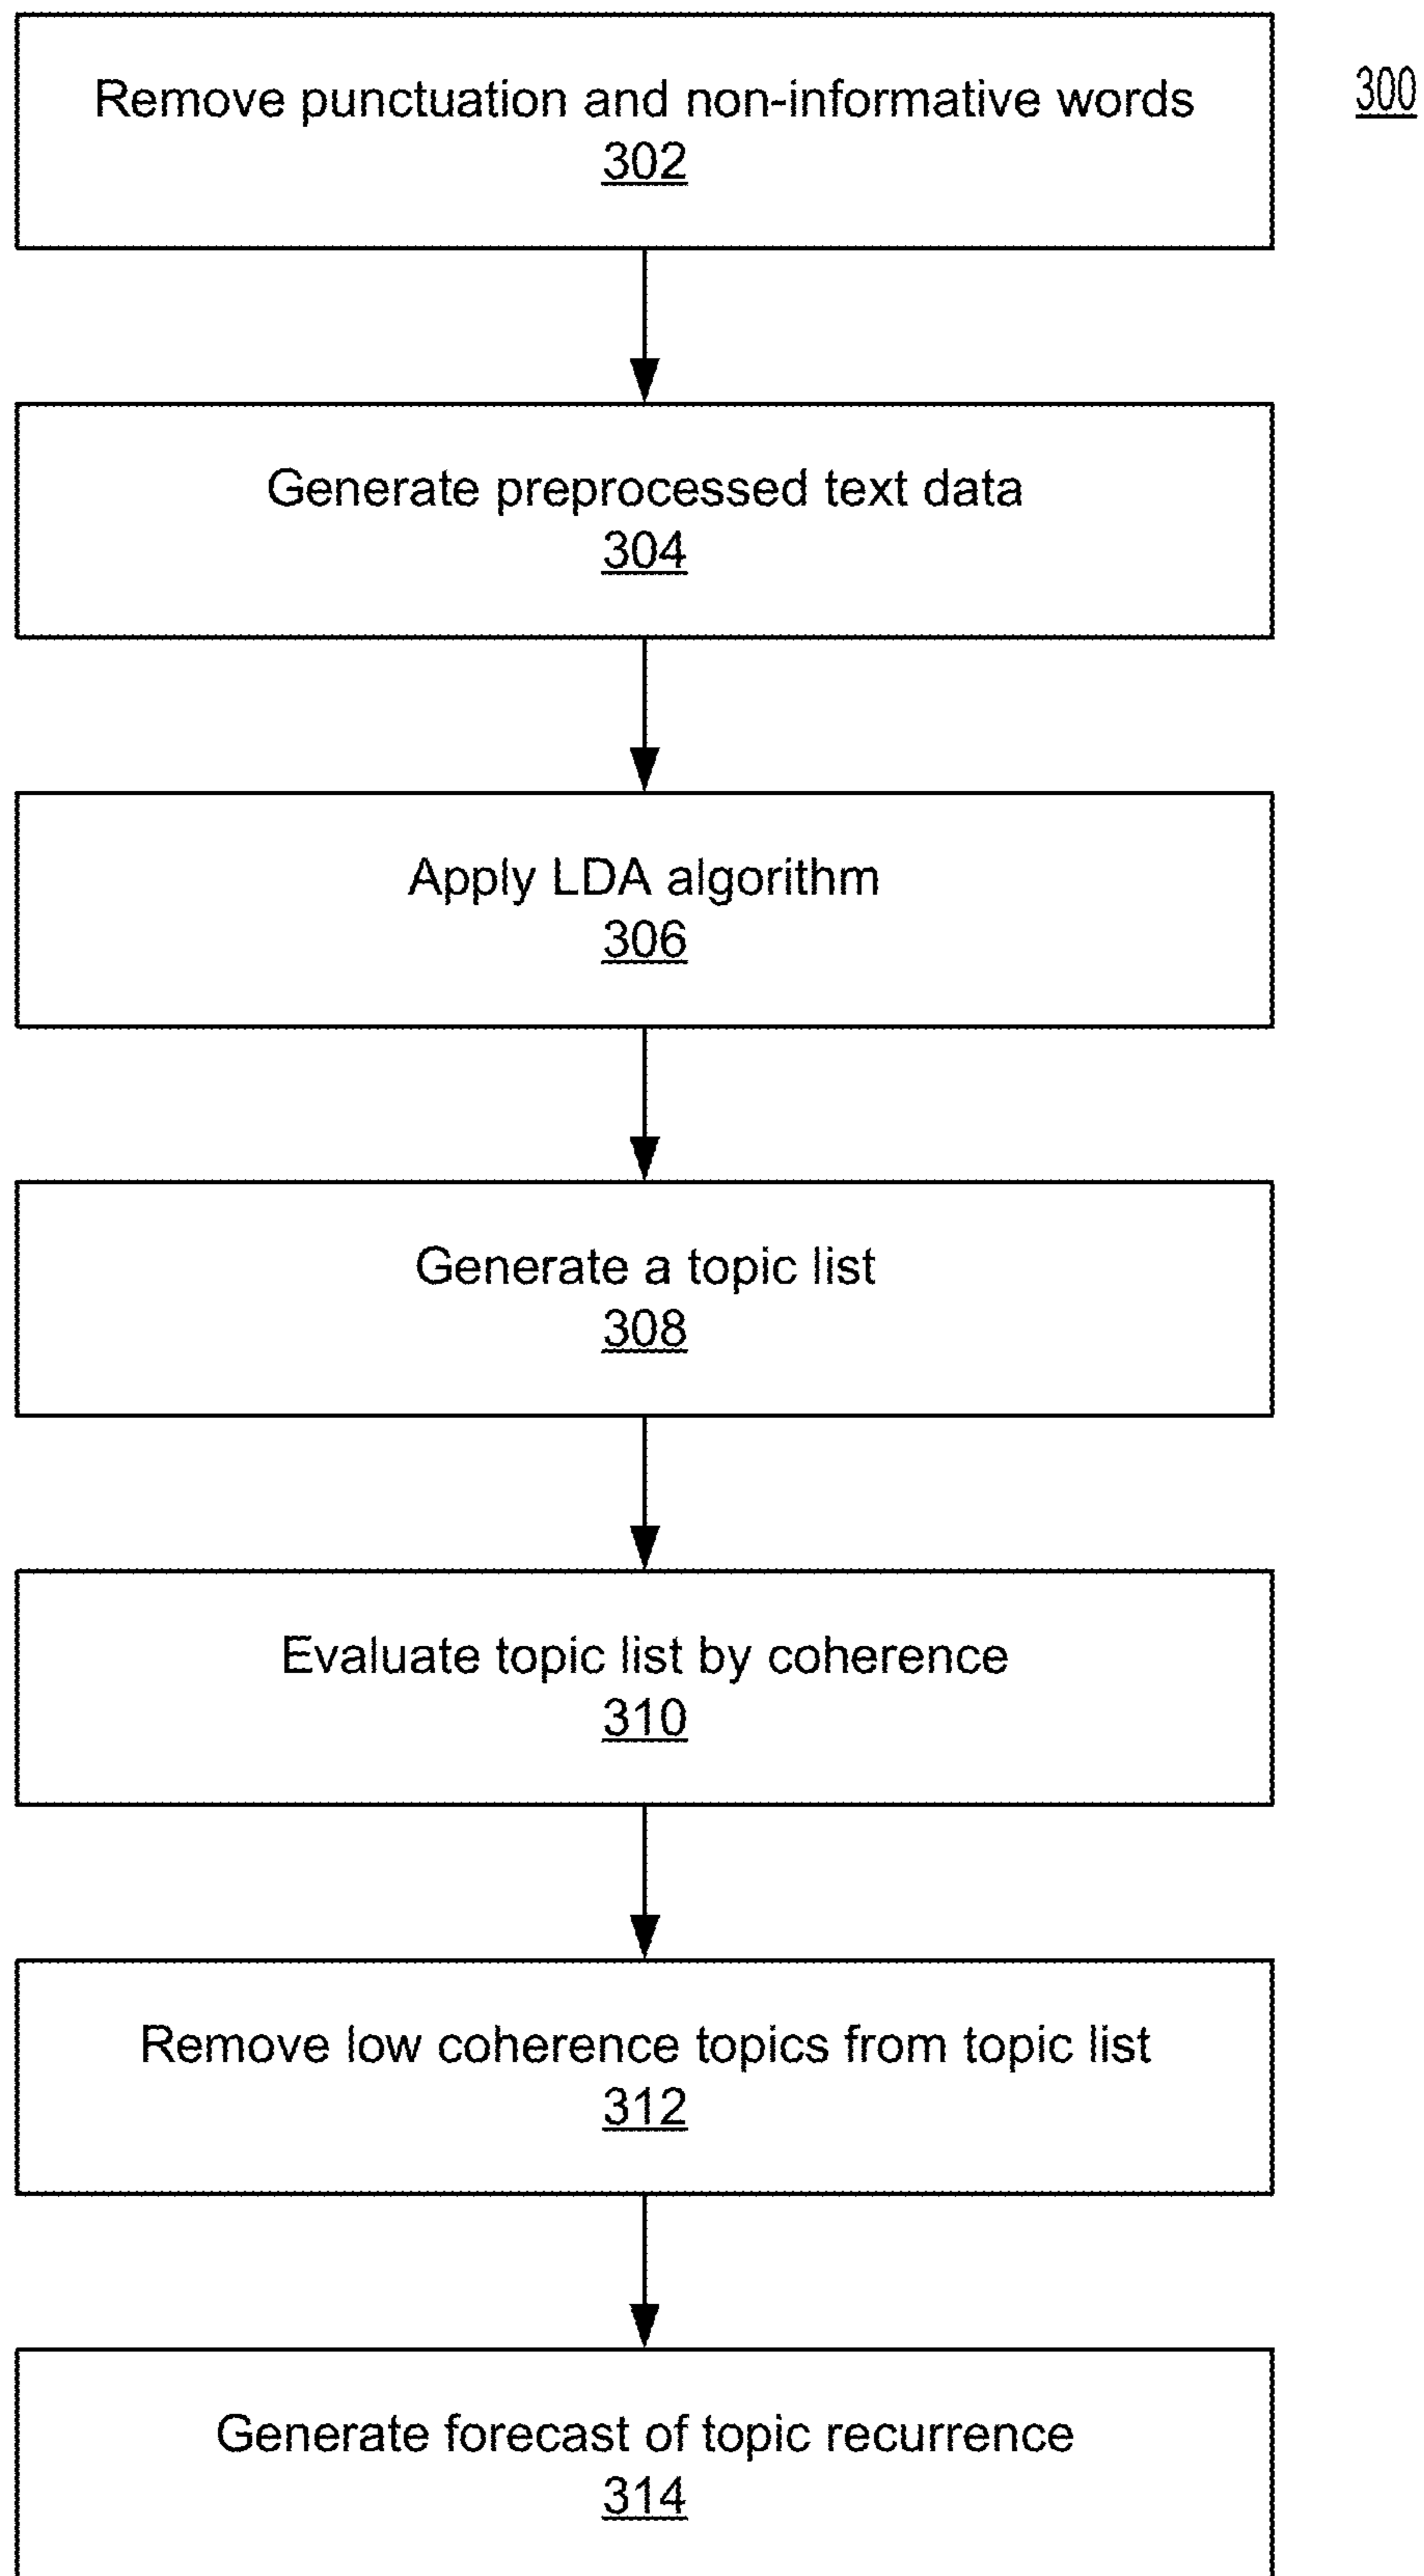 Remove punctuation and non-informative words
300
302
Generate preprocessed text data
304
Apply LDA algorithm
306
Generate a topic list
308
Evaluate topic list by coherence
310
Remove low coherence topics from topic list
312
Generate forecast of topic recurrence
314